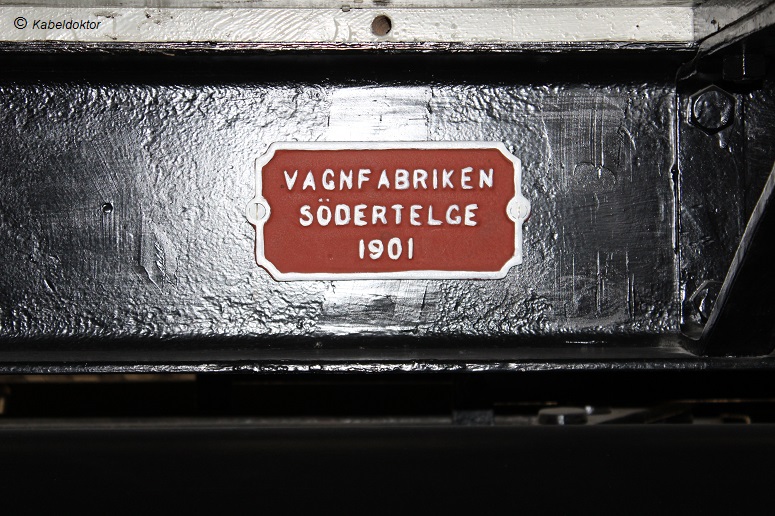 © Kabeldoktor
VAGNFABRIKEN
SÖDERTELGE
1901